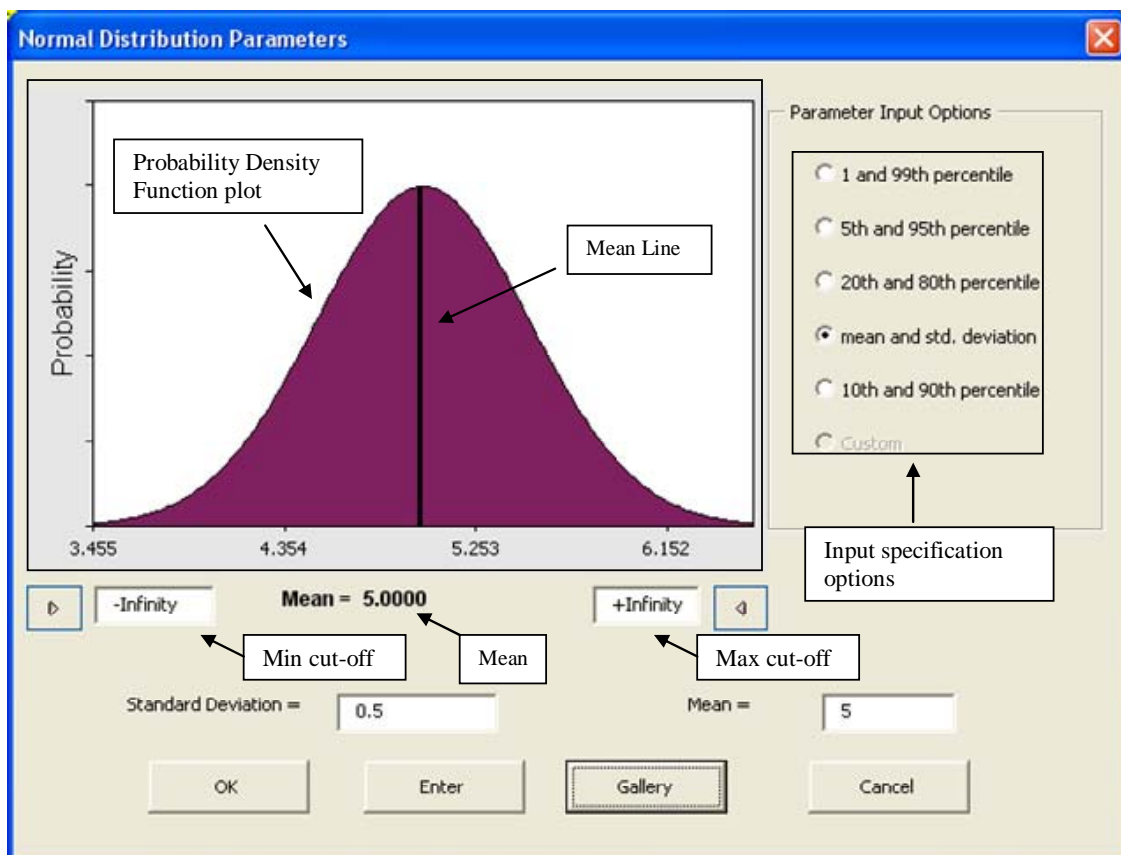 Normal Distribution Parameters
Probability Density
Function plot
Mean Line
Probability
3.455
4.354
5.253
6.152
Parameter Input Options
1 and 99th percentile
5th and 95th percentile
20th and 80th percentile
mean and std. deviation
10th and 90th percentile
Custom
Input specification
options
-Infinity
Mean = 5.0000
+Infinity
Min cut-off
Mean
Max cut-off
Standard Deviation =
0.5
Mean =
5
OK
Enter
Gallery
Cancel